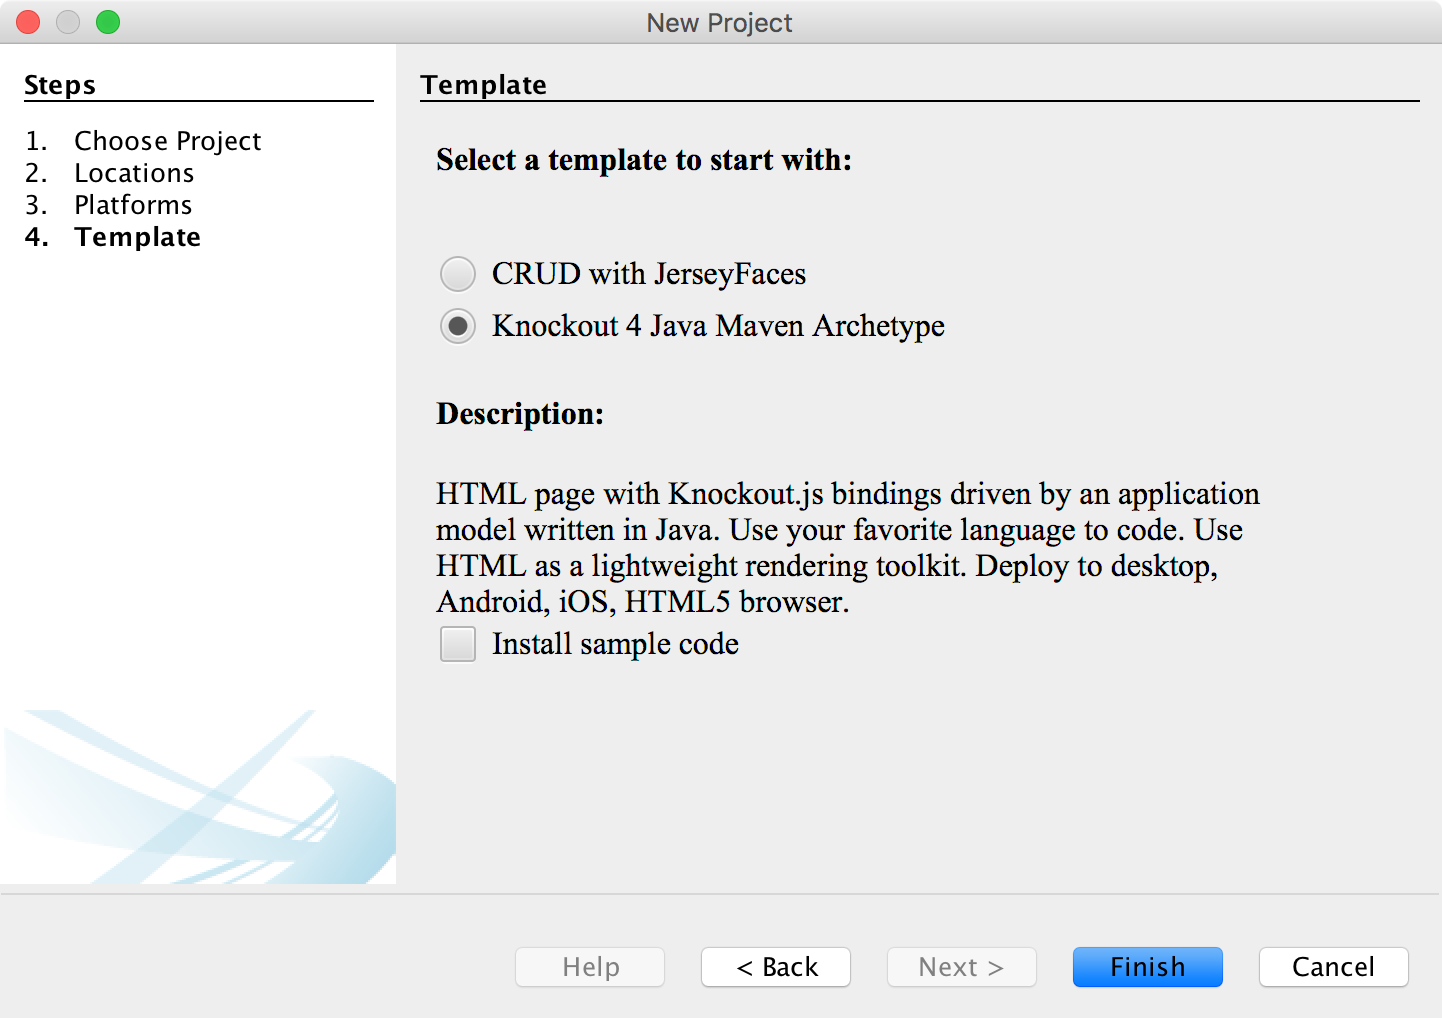 New Project
Steps
1. Choose Project
2. Locations
3. Platforms
4. Template
Template
Select a template to start with:
CRUD with JerseyFaces
Knockout 4 Java Maven Archetype
Description:
HTML page with Knockout.js bindings driven by an application
model written in Java. Use your favorite language to code. Use
HTML as a lightweight rendering toolkit. Deploy to desktop,
Android, iOS, HTML5 browser.
Install sample code
Help
< Back
Next >
Finish
Cancel